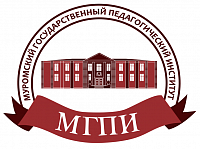 МУРОМСКИЙ ГОСУДАРСТВЕННЫЙ ПЕДАГОГИЧЕСКИЙ ИНСТИТУТ
МГПИ